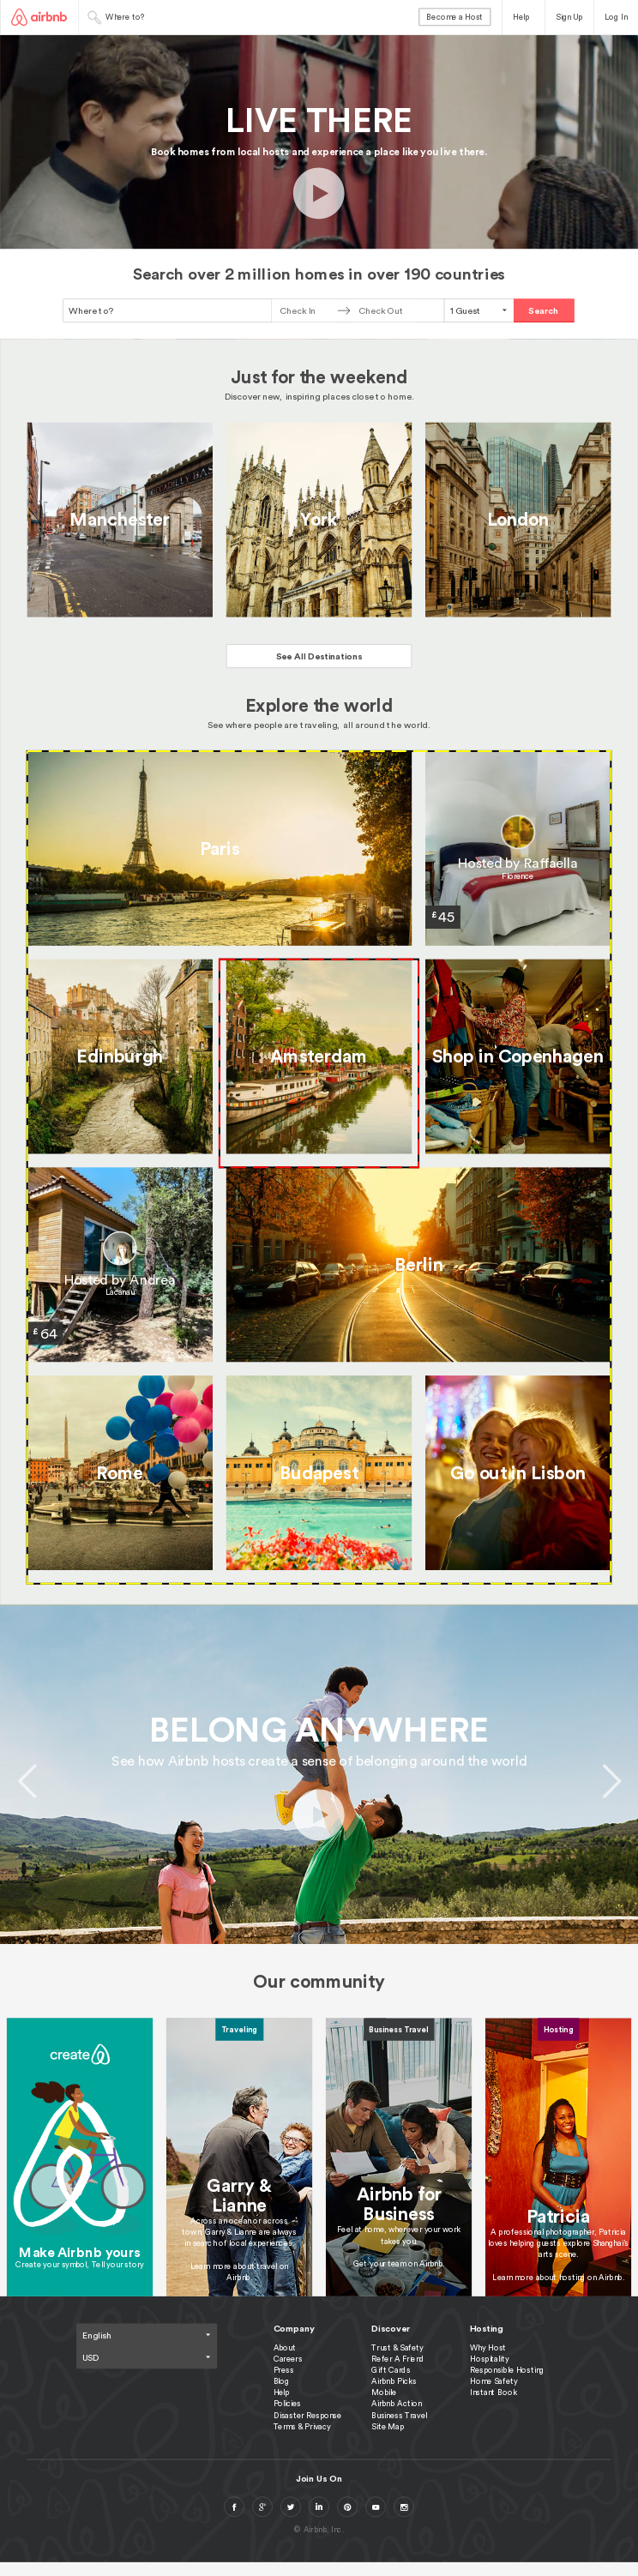 airbnb
Where to?
Become a Host
Help
Sign Up
Log In
LIVE THERE
Book homes from local hosts and experience a place like you live there.
Search over 2 million homes in over 190 countries
Where to?
Check In
Check Out
1 Guest
Search
Just for the weekend
Discover new, inspiring places close to home.
Manchester
York
London
See All Destinations
Explore the world
See where people are traveling, all around the world.
Paris
Hosted by Raffaella
Florence
£45
Edinburgh
Amsterdam
Shop in Copenhagen
Hosted by Andrea
Lacanau
£64
Berlin
Rome
Budapest
Go out in Lisbon
BELONG ANYWHERE
See how Airbnb hosts create a sense of belonging around the world
Our community
create
Make Airbnb yours
Create your symbol, Tell your story
Traveling
Garry &
Lianne
Across an ocean or across
town, Garry & Lianne are always
in search of local experiences.
Learn more about travel on
Airbnb
Business Travel
Airbnb for
Business
Feel at home, wherever your work
takes you.
Get your team on Airbnb.
Hosting
Patricia
A professional photographer, Patricia
loves helping guests explore Shanghai's
arts scene.
Learn more about hosting on Airbnb.
English
USD
Company
About
Careers
Press
Blog
Help
Policies
Disaster Response
Terms & Privacy
Discover
Trust & Safety
Refer A Friend
Gift Cards
Airbnb Picks
Mobile
Airbnb Action
Business Travel
Site Map
Hosting
Why Host
Hospitality
Responsible Hosting
Home Safety
Instant Book
Join Us On
© Airbnb, Inc.